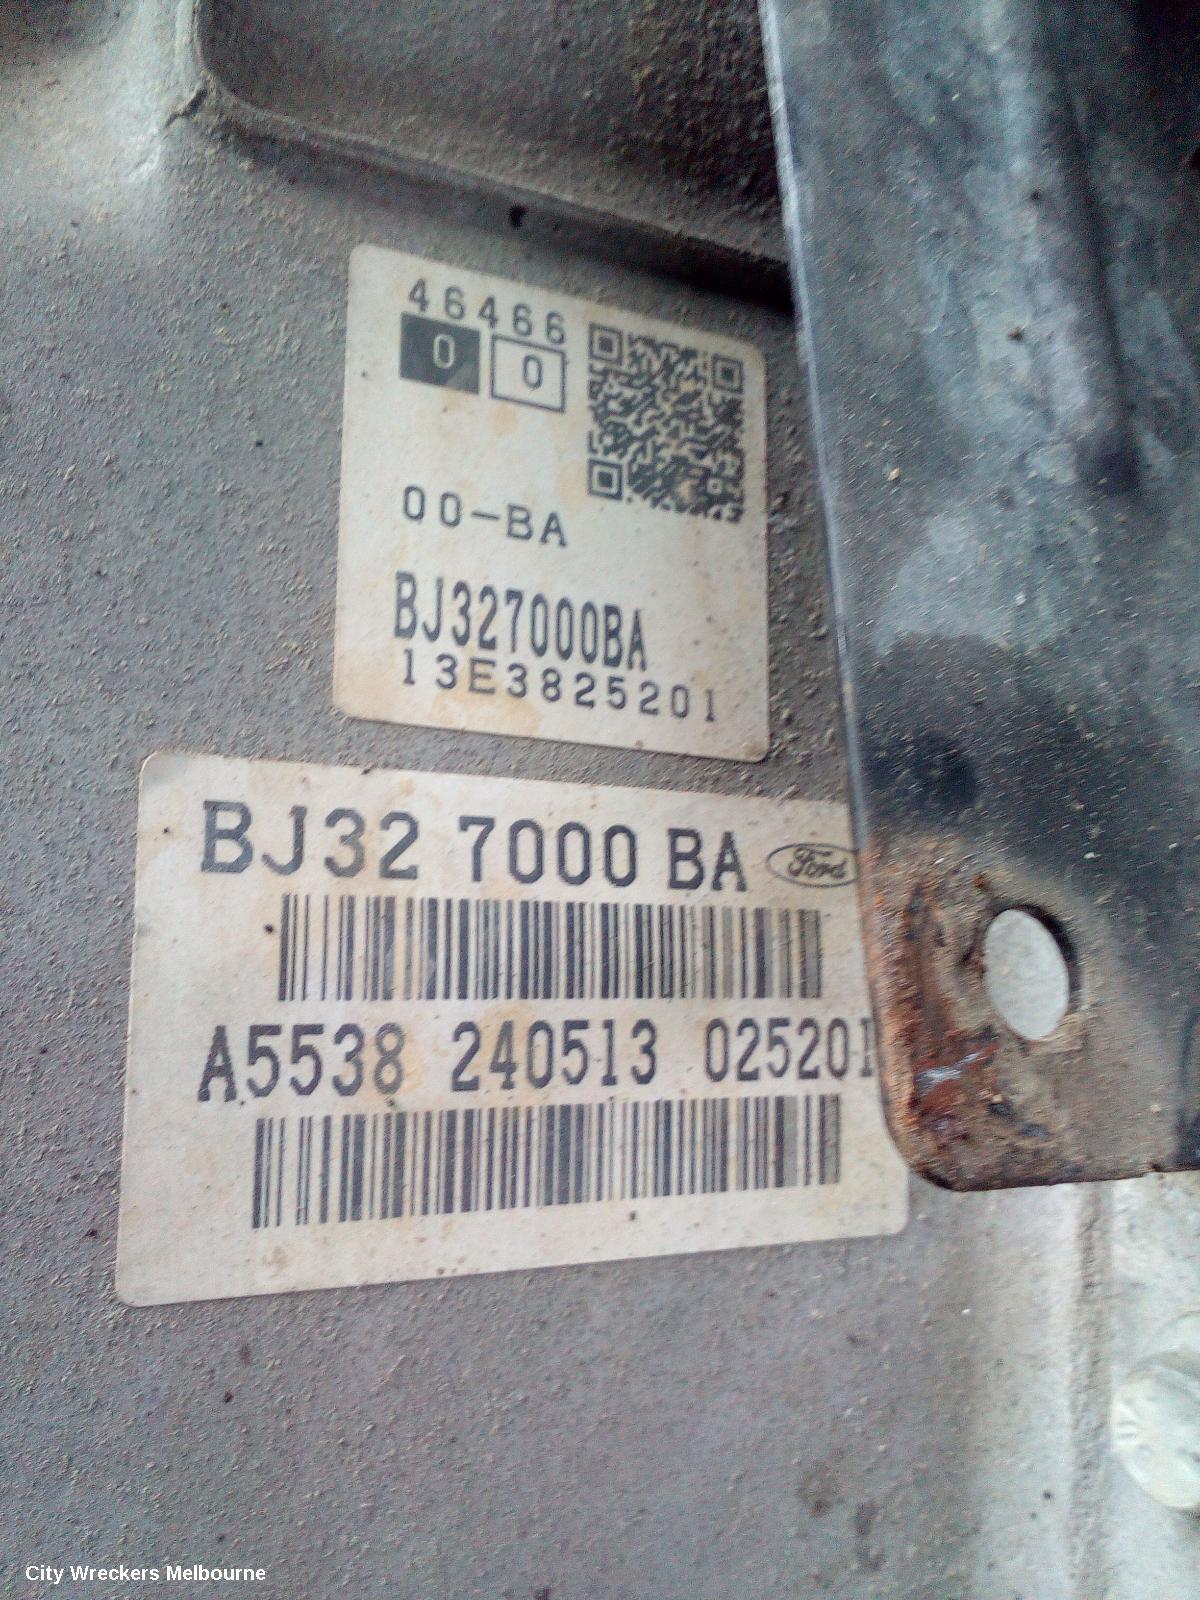 46466
0 0
00-BA
BJ327000BA
13E3825201
BJ32 7000 BA Ford
A5538 240513 025201
City Wreckers Melbourne